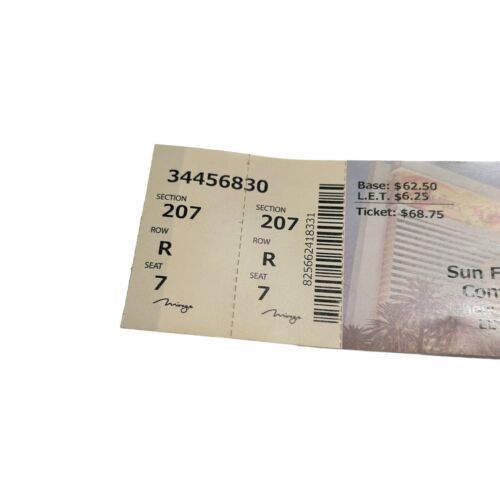 34456830
SECTION
207
ROW
R
SEAT
7
Mirage
SECTION
207
ROW
R
SEAT
7
Mirage
825662418331
Base: $62.50
L.E.T. $6.25
Ticket: $68.75
Sun F
Con